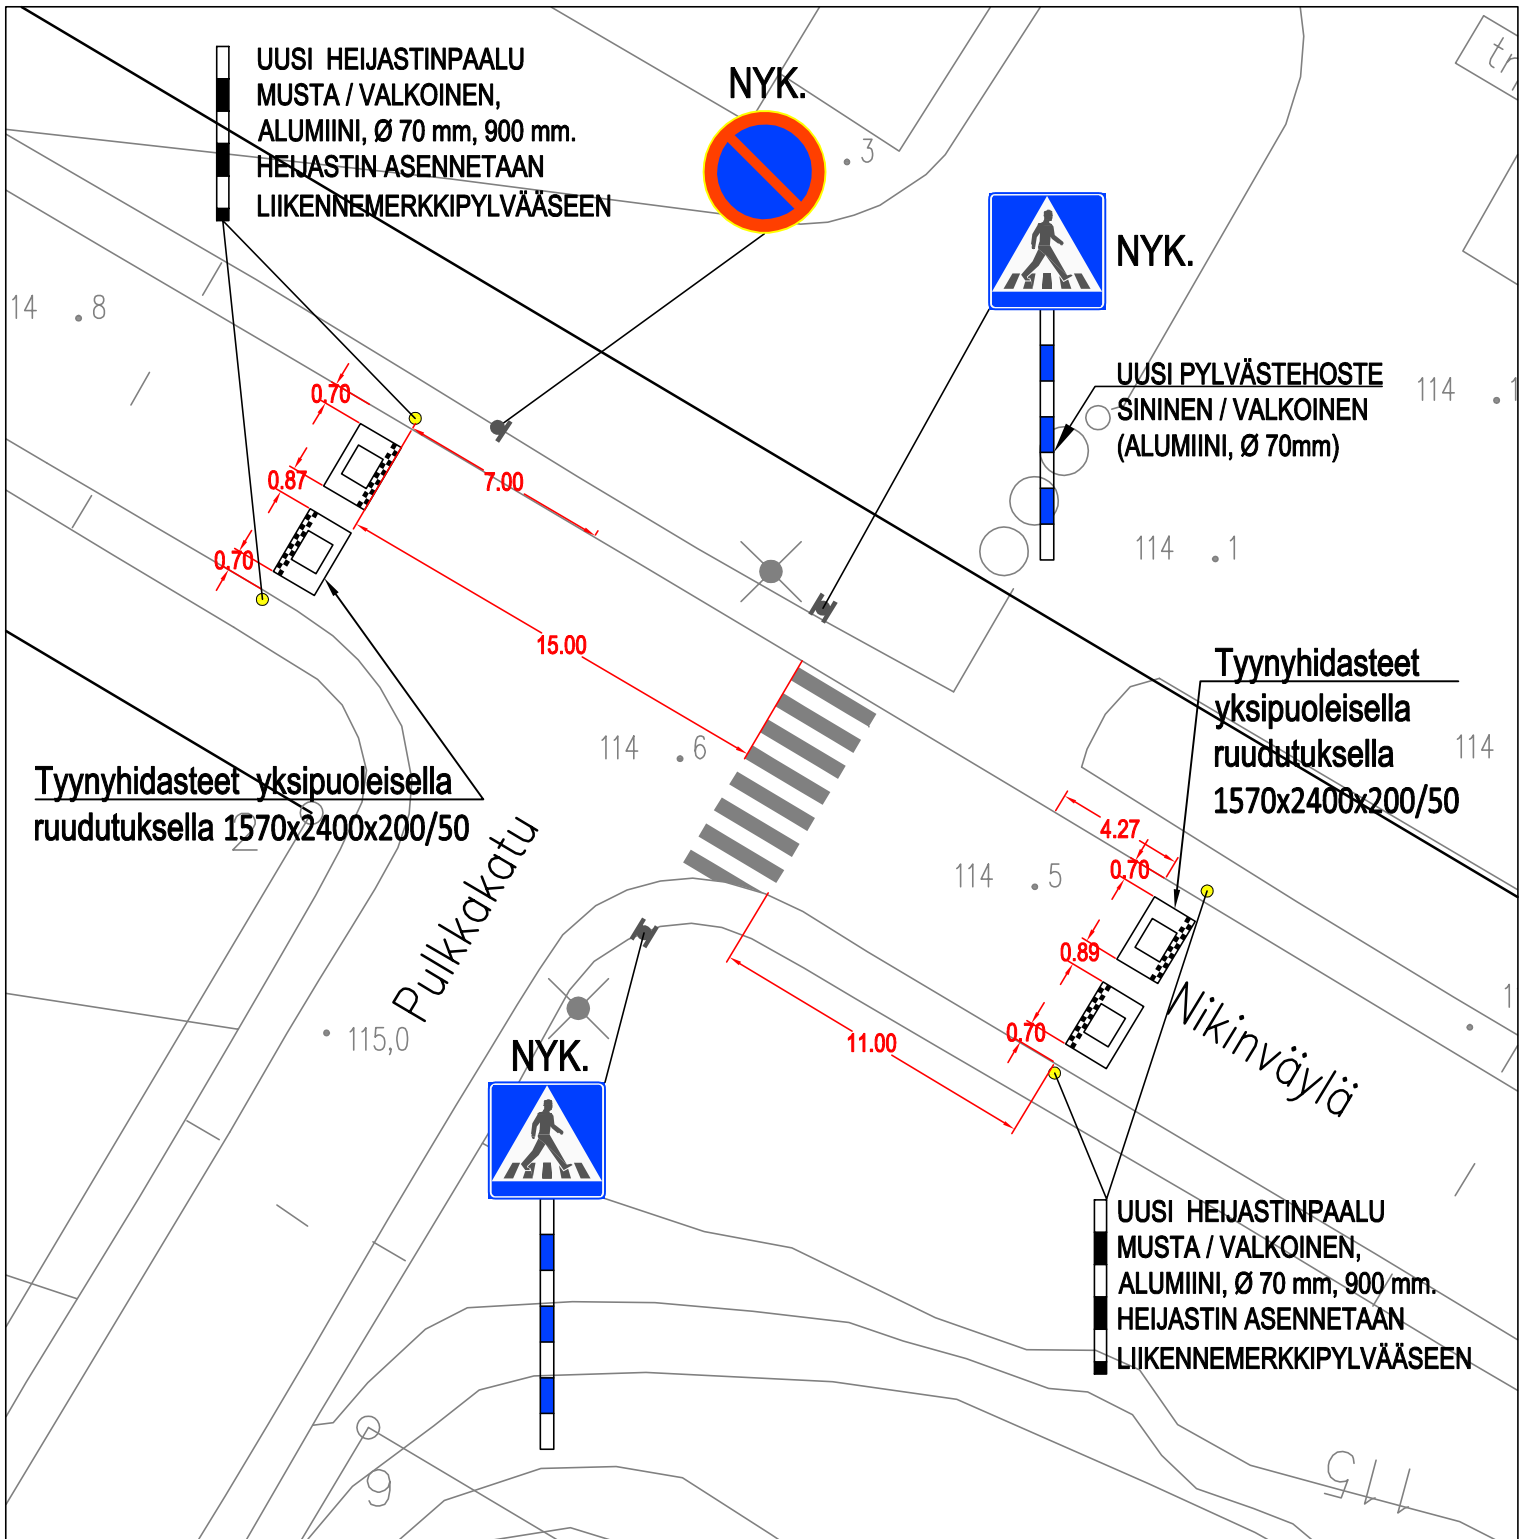 UUSI HEIJASTINPAALU
MUSTA / VALKOINEN,
ALUMIINI, Ø 70 mm, 900 mm.
HEIJASTIN ASENNETAAN
LIIKENNEMERKKIPYLVÄÄSEEN
NYK.
3
NYK.
14 8
UUSI PYLVÄSTEHOSTE
SININEN / VALKOINEN
(ALUMIINI, Ø 70mm)
114 1
0.70
0.87
0.70
7.00
15.00
114 1
Tyynyhidasteet
yksipuoleisella
ruudutuksella
1570x2400x200/50
114 6
114
Tyynyhidasteet yksipuoleisella
ruudutuksella 1570x2400x200/50
2
Pulkkakatu
4.27
0.70
114 5
0.89
0.70
11.00
Nikinväylä
1
115,0
NYK.
UUSI HEIJASTINPAALU
MUSTA / VALKOINEN,
ALUMIINI, Ø 70 mm, 900 mm.
HEIJASTIN ASENNETAAN
LIIKENNEMERKKIPYLVÄÄSEEN
115